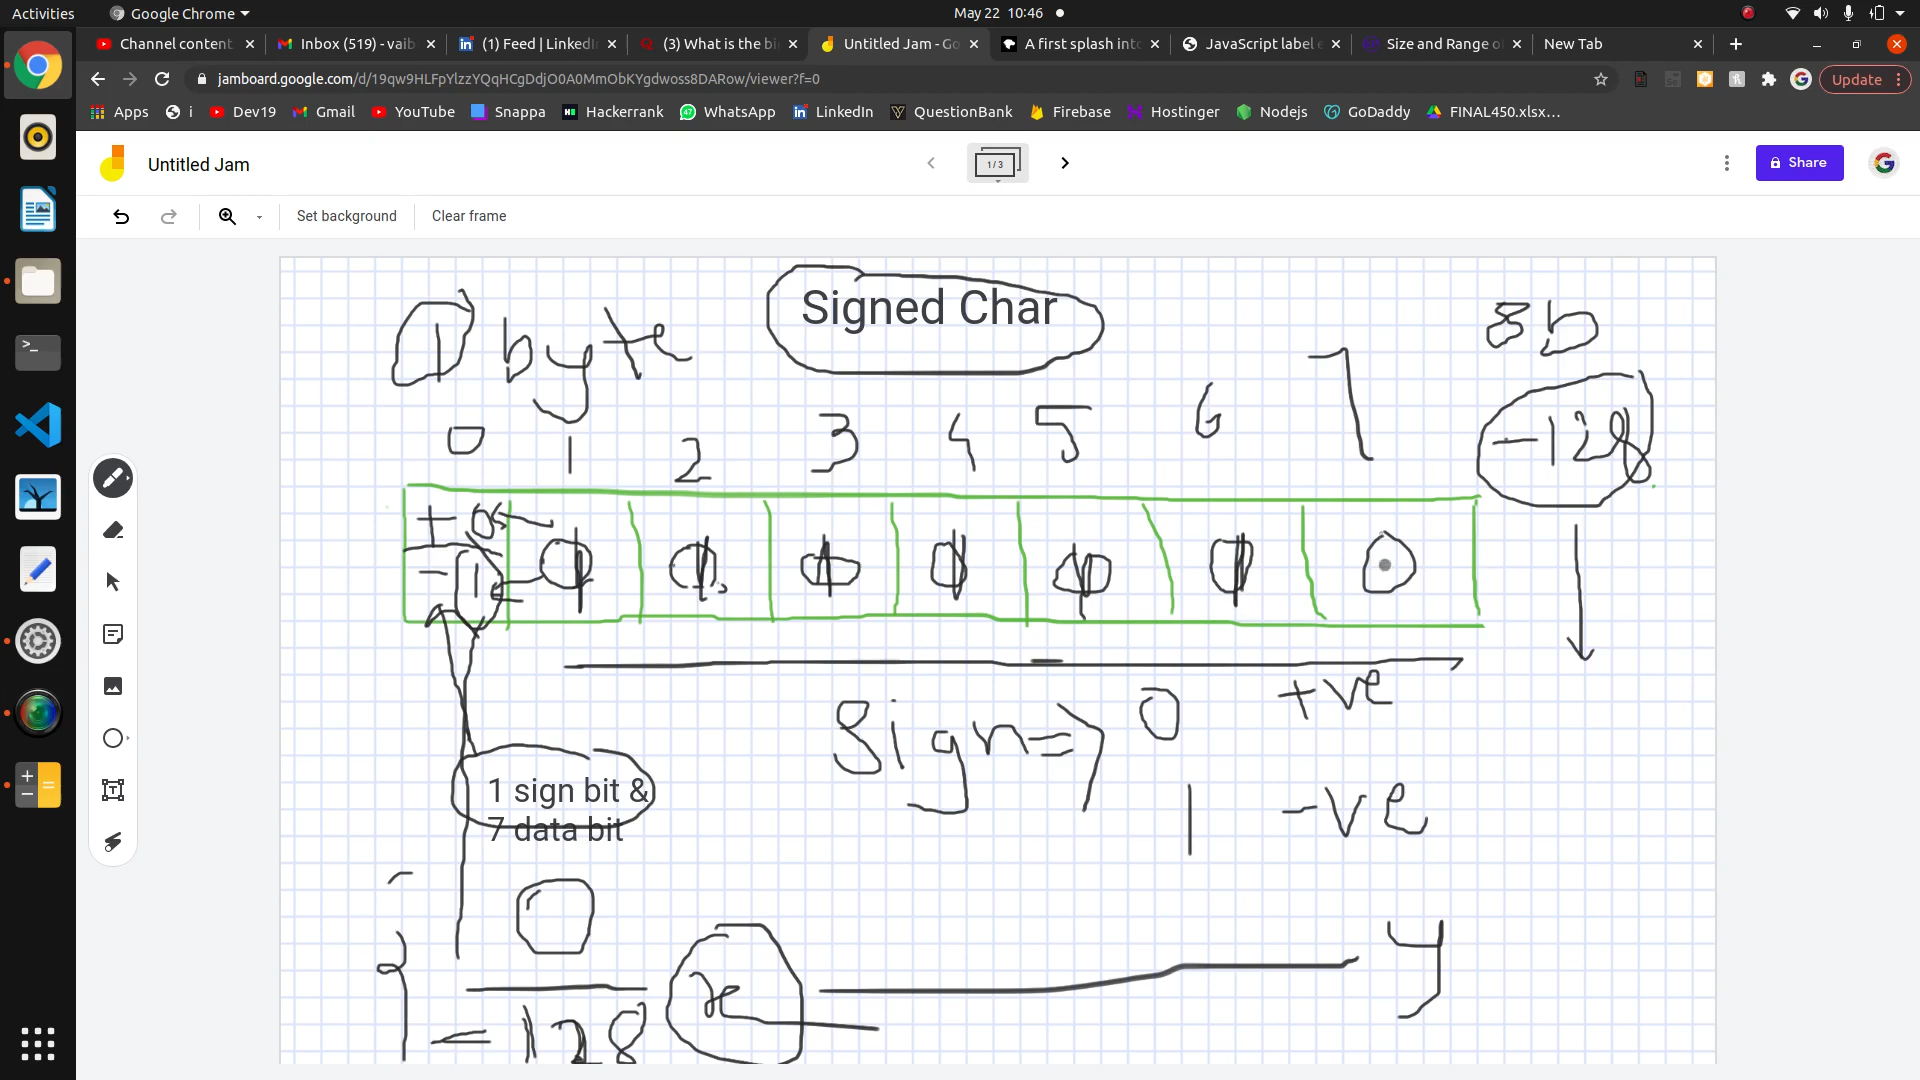 Activities
Google Chrome
May 22 10:46
Channel content
Inbox (519) - vaib
(1) Feed | LinkedIn
(3) What is the bi
Untitled Jam - Go
A first splash into
JavaScript label e
Size and Range o
New Tab
jamboard.google.com/d/19qw9HLFpYlzzYQqHCgDdjO0A0MmObKYgdwoss8DARow/viewer?f=0
Update
Apps
i
Dev19
Gmail
YouTube
Snappa
Hackerrank
WhatsApp
LinkedIn
QuestionBank
Firebase
Hostinger
Nodejs
GoDaddy
FINAL450.xlsx...
Untitled Jam
1 / 3
Share
Set background
Clear frame
1 byte
Signed Char
8b
-128
0 1 2 3 4 5 6 7
+ 0
- 1
0
Sign => 0 +ve
1 -ve
1 sign bit &
7 data bit
0
= 128
x
y